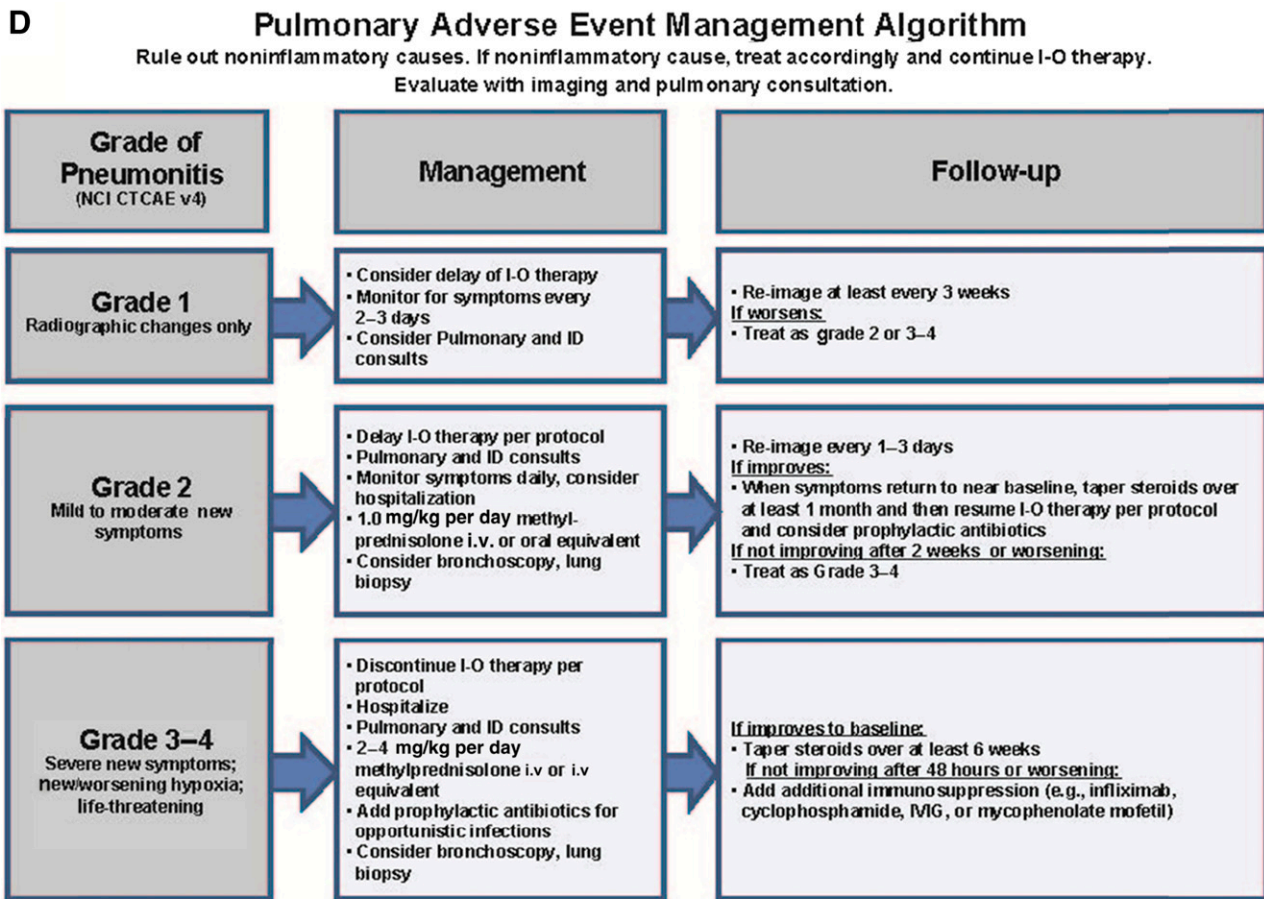 D
Pulmonary Adverse Event Management Algorithm
Rule out noninflammatory causes. If noninflammatory cause, treat accordingly and continue I-O therapy.
Evaluate with imaging and pulmonary consultation.
Grade of
Pneumonitis
(NCI CTCAE v4)
Management
Follow-up
Grade 1
Radiographic changes only
▪ Consider delay of I-O therapy
▪ Monitor for symptoms every
2–3 days
▪ Consider Pulmonary and ID
consults
▪ Re-image at least every 3 weeks
If worsens:
▪ Treat as grade 2 or 3–4
Grade 2
Mild to moderate new
symptoms
▪ Delay I-O therapy per protocol
▪ Pulmonary and ID consults
▪ Monitor symptoms daily, consider
hospitalization
▪ 1.0 mg/kg per day methyl-
prednisolone i.v. or oral equivalent
▪ Consider bronchoscopy, lung
biopsy
▪ Re-image every 1–3 days
If improves:
▪ When symptoms return to near baseline, taper steroids over
at least 1 month and then resume I-O therapy per protocol
and consider prophylactic antibiotics
If not improving after 2 weeks or worsening:
▪ Treat as Grade 3–4
Grade 3–4
Severe new symptoms;
new/worsening hypoxia;
life-threatening
▪ Discontinue I-O therapy per
protocol
▪ Hospitalize
▪ Pulmonary and ID consults
▪ 2–4 mg/kg per day
methylprednisolone i.v or i.v
equivalent
▪ Add prophylactic antibiotics for
opportunistic infections
▪ Consider bronchoscopy, lung
biopsy
If improves to baseline:
▪ Taper steroids over at least 6 weeks
If not improving after 48 hours or worsening:
▪ Add additional immunosuppression (e.g., infliximab,
cyclophosphamide, IVIG, or mycophenolate mofetil)